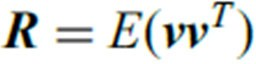 R = E(vv^T)